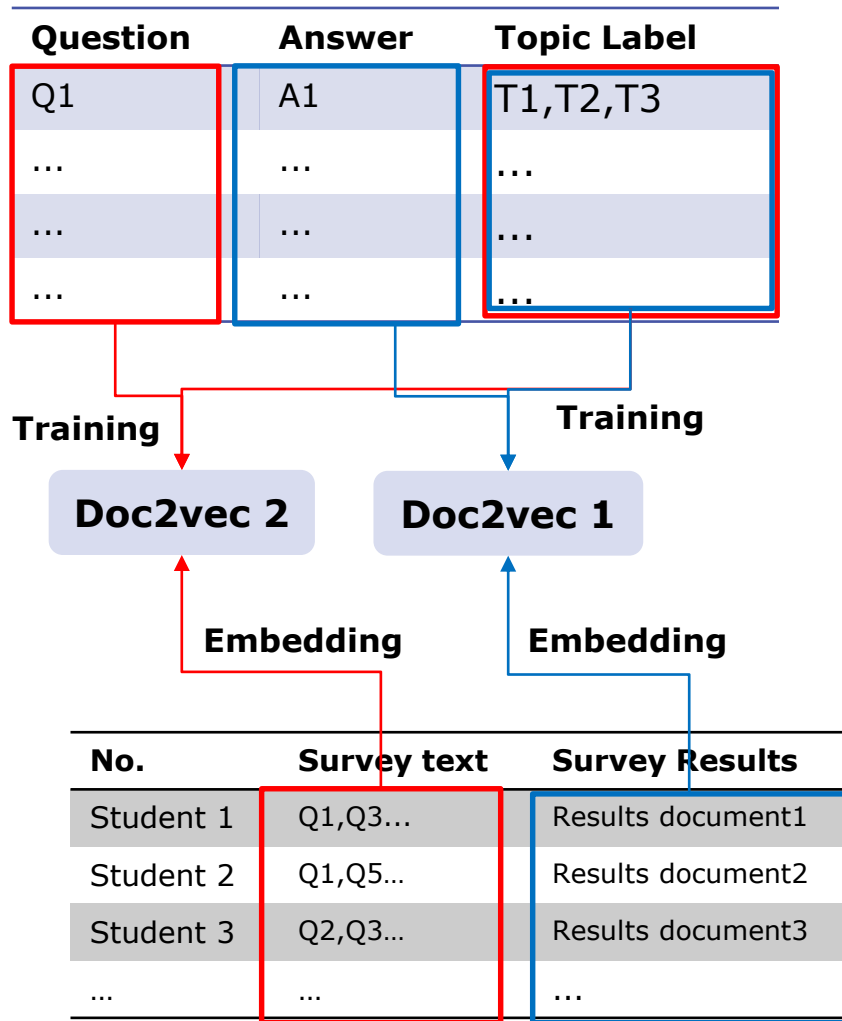 Question Answer Topic Label
Q1 A1 T1,T2,T3
... ... ...
... ... ...
... ... ...
Training Training
Doc2vec 2 Doc2vec 1
Embedding Embedding
No. Survey text Survey Results
Student 1 Q1,Q3... Results document1
Student 2 Q1,Q5... Results document2
Student 3 Q2,Q3... Results document3
... ... ...